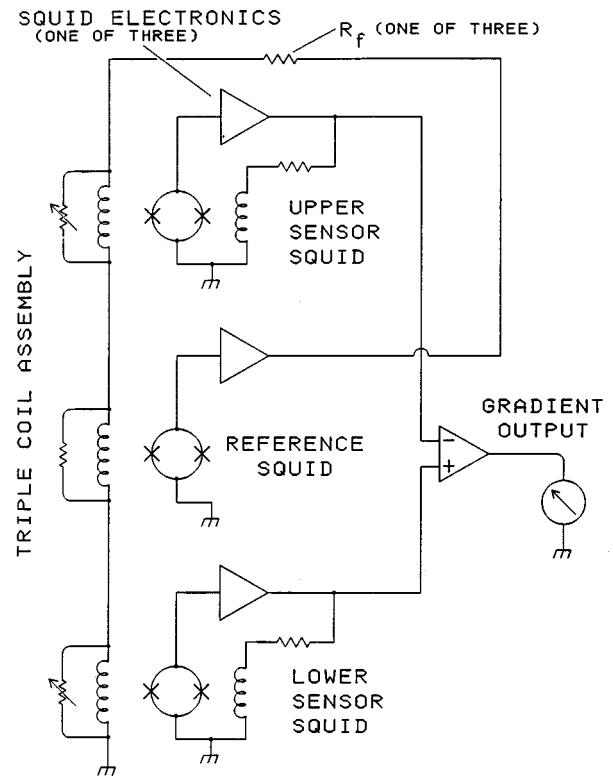 SQUID ELECTRONICS
(ONE OF THREE)
Rf (ONE OF THREE)
UPPER
SENSOR
SQUID
TRIPLE COIL ASSEMBLY
REFERENCE
SQUID
GRADIENT
OUTPUT
−
+
LOWER
SENSOR
SQUID